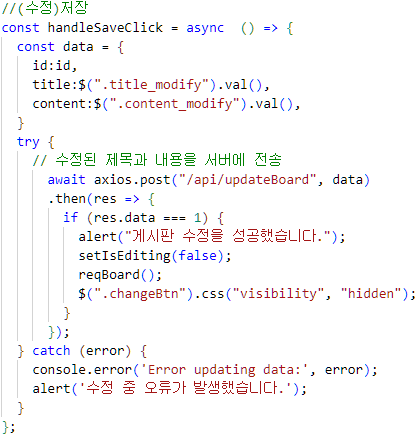 //(수정)저장
const handleSaveClick = async  () => {
  const data = {
    id:id,
    title:$(".title_modify").val(),
    content:$(".content_modify").val(),
  }
  try {
    // 수정된 제목과 내용을 서버에 전송
      await axios.post("/api/updateBoard", data)
      .then(res => {
        if (res.data === 1) {
          alert("게시판 수정을 성공했습니다.");
          setIsEditing(false);
          reqBoard();
          $(".changeBtn").css("visibility", "hidden");
        }
      });
  } catch (error) {
    console.error('Error updating data:', error);
    alert('수정 중 오류가 발생했습니다.');
  }
};